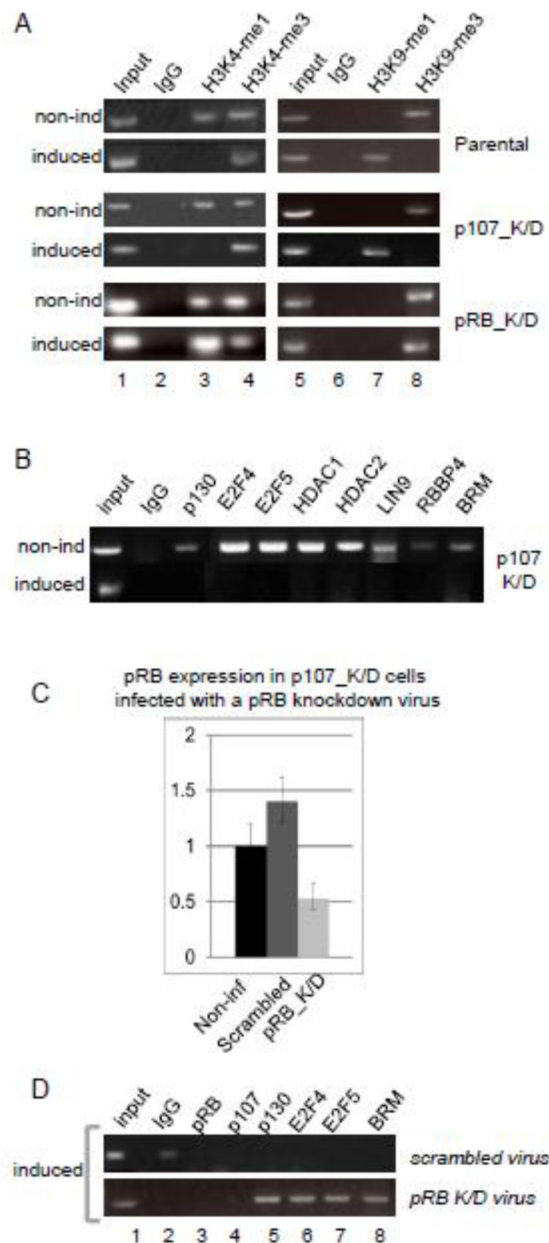 A
Input IgG H3K4-me1 H3K4-me3 input IgG H3K9-me1 H3K9-me3
non-ind
induced
Parental
non-ind
induced
p107_K/D
non-ind
induced
pRB_K/D
1 2 3 4 5 6 7 8
B
input IgG p130 E2F4 E2F5 HDAC1 HDAC2 LIN9 RBBP4 BRM
non-ind
induced
p107
K/D
C
pRB expression in p107_K/D cells
infected with a pRB knockdown virus
2
1.5
1
0.5
0
Non-inf Scrambled pRB_K/D
D
input IgG pRB p107 p130 E2F4 E2F5 BRM
induced
scrambled virus
pRB K/D virus
1 2 3 4 5 6 7 8